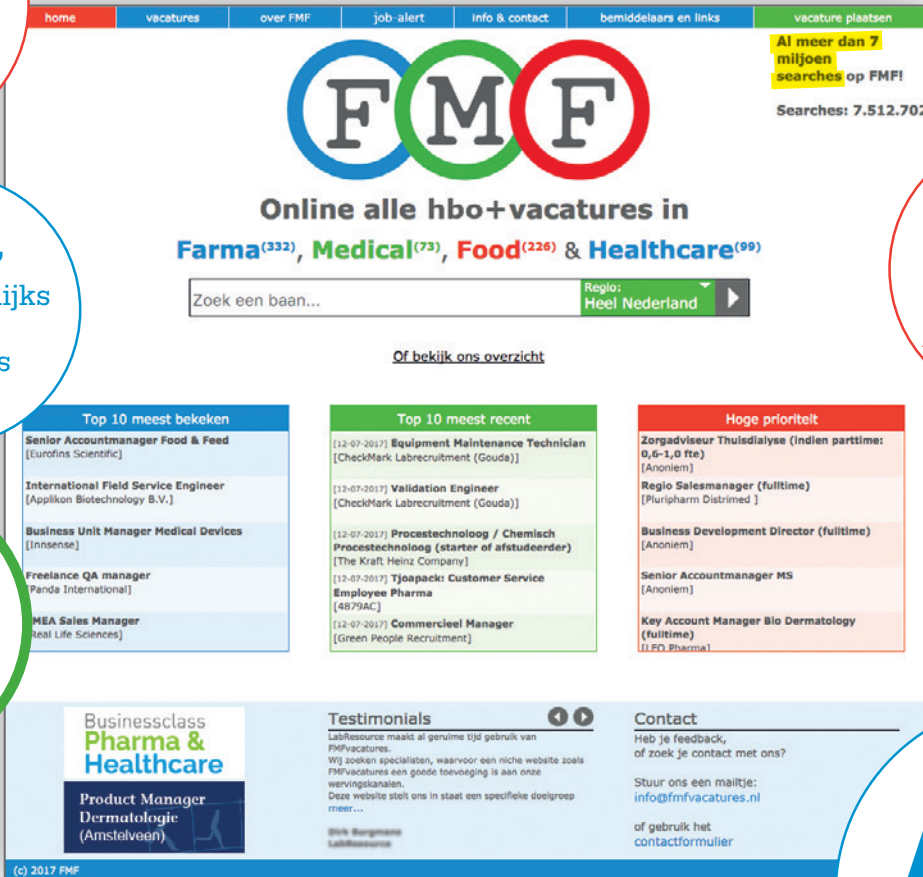 home vacatures over FMF job-alert info & contact bemiddelaars en links vacature plaatsen
Al meer dan 7
miljoen
searches op FMF!
Searches: 7.512.702
FMF
Online alle hbo+vacatures in
Farma(332), Medical(73), Food(226) & Healthcare(99)
Zoek een baan...
Regio:
Heel Nederland
Of bekijk ons overzicht
Top 10 meest bekeken
Senior Accountmanager Food & Feed
[Eurofins Scientific]
International Field Service Engineer
[Applikon Biotechnology B.V.]
Business Unit Manager Medical Devices
[Innsense]
Freelance QA manager
[Panda International]
MEA Sales Manager
Real Life Sciences]
Top 10 meest recent
[12-07-2017] Equipment Maintenance Technician
[CheckMark Labrecruitment (Gouda)]
[12-07-2017] Validation Engineer
[CheckMark Labrecruitment (Gouda)]
[12-07-2017] Procestechnoloog / Chemisch
Procestechnoloog (starter of afstudeerder)
[The Kraft Heinz Company]
[12-07-2017] Tjoapack: Customer Service
Employee Pharma
[4879AC]
[12-07-2017] Commercieel Manager
[Green People Recruitment]
Hoge prioriteit
Zorgadviseur Thuisdialyse (indien parttime:
0,6-1,0 fte)
[Anoniem]
Regio Salesmanager (fulltime)
[Pluripharm Distrimed ]
Business Development Director (fulltime)
[Anoniem]
Senior Accountmanager MS
[Anoniem]
Key Account Manager Bio Dermatology
(fulltime)
[LEO Pharma]
Businessclass
Pharma &
Healthcare
Product Manager
Dermatologie
(Amstelveen)
Testimonials
LabResource maakt al geruime tijd gebruik van
FMFvacatures.
Wij zoeken specialisten, waarvoor een niche website zoals
FMFvacatures een goede toevoeging is aan onze
wervingskanalen.
Deze website stelt ons in staat een specifieke doelgroep
meer...
Contact
Heb je feedback,
of zoek je contact met ons?
Stuur ons een mailtje:
info@fmfvacatures.nl
of gebruik het
contactformulier
(c) 2017 FMF